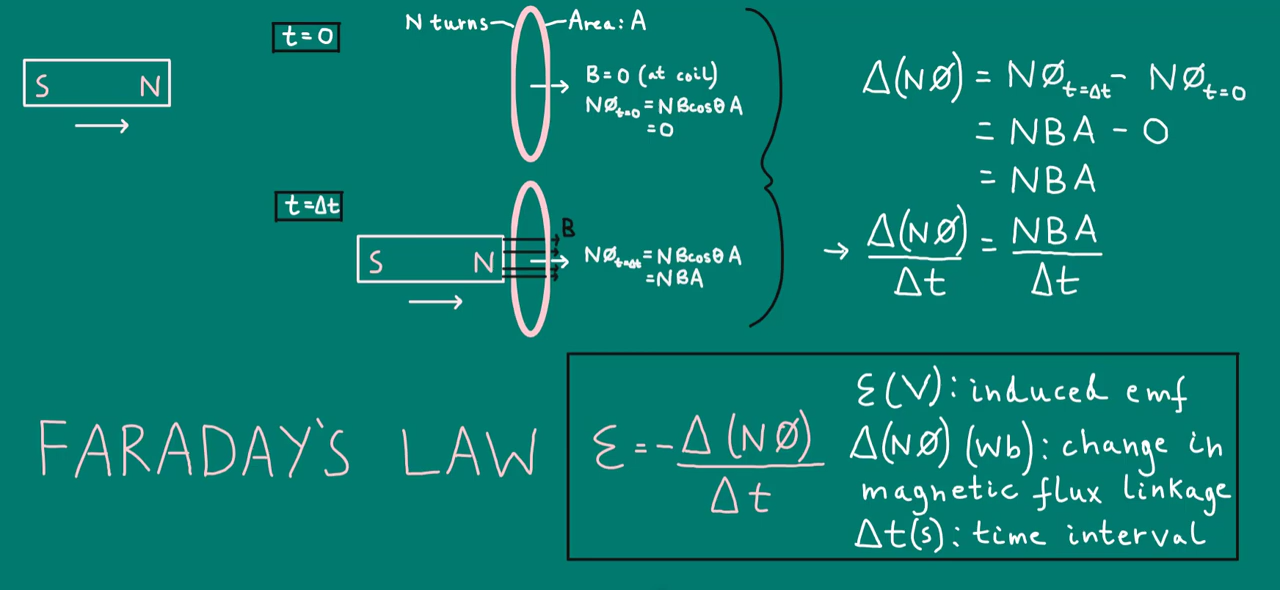 t=0
N turns
Area: A
S N
B=0 (at coil)
NØt=0 = NBcosθA
=0
t=Δt
B
S N
NØt=Δt = NBcosθA
=NBA
Δ(NØ) = NØt=Δt - NØt=0
= NBA - 0
= NBA
→ Δ(NØ)/Δt = NBA/Δt
FARADAY'S LAW
Ɛ = -Δ(NØ)/Δt
Ɛ(V): induced emf
Δ(NØ) (Wb): change in
magnetic flux linkage
Δt(s): time interval